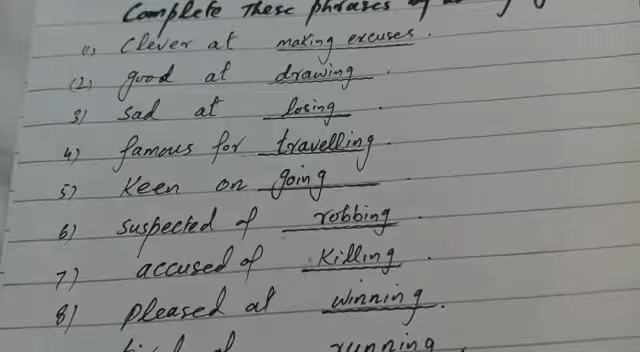 Complete These phrases
(1) Clever at making excuses.
(2) good at drawing.
3) sad at losing.
4) famous for travelling.
5) Keen on going
6) suspected of robbing.
7) accused of Killing.
8) pleased at winning.
of running.